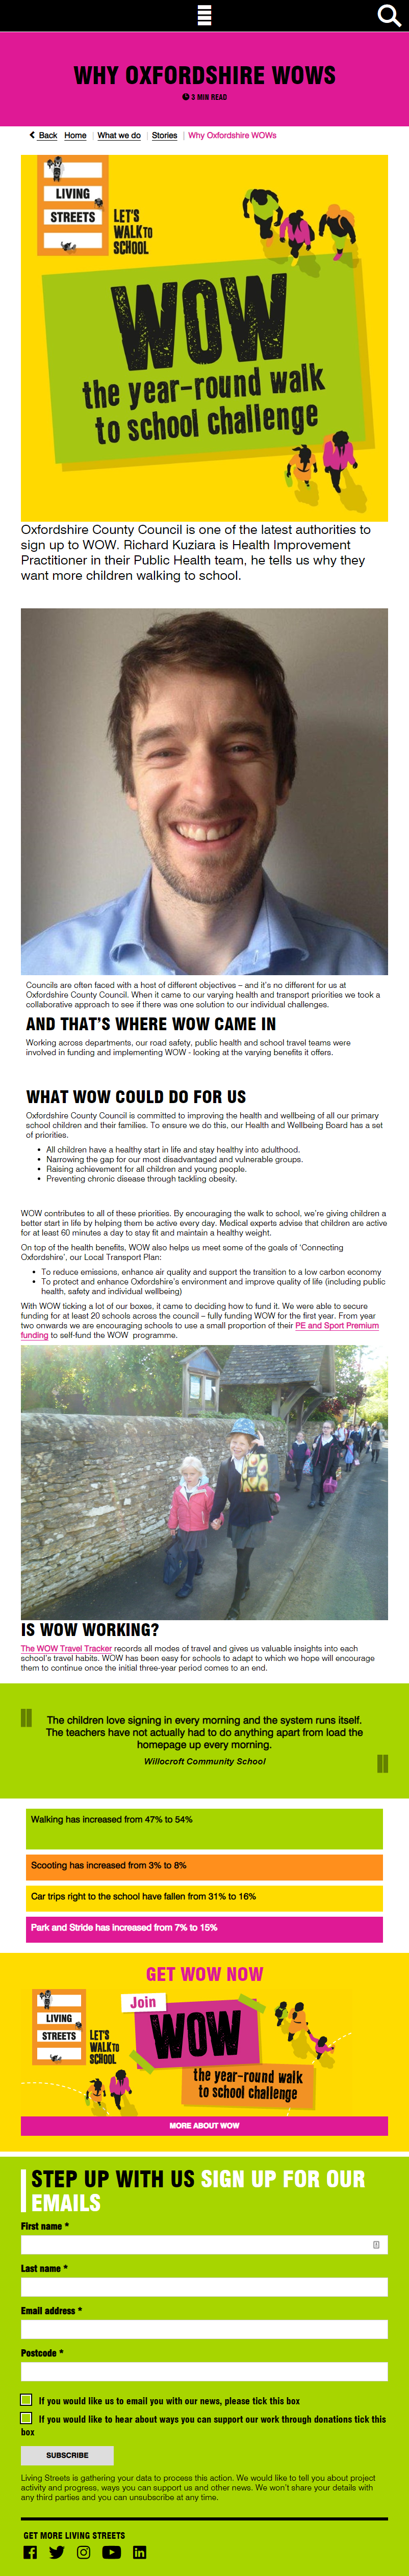 WHY OXFORDSHIRE WOWS
3 MIN READ
Back Home What we do Stories Why Oxfordshire WOWs
LIVING
STREETS
LET'S
WALK TO
SCHOOL
WOW
the year-round walk
to school challenge
Oxfordshire County Council is one of the latest authorities to
sign up to WOW. Richard Kuziara is Health Improvement
Practitioner in their Public Health team, he tells us why they
want more children walking to school.
Councils are often faced with a host of different objectives – and it's no different for us at
Oxfordshire County Council. When it came to our varying health and transport priorities we took a
collaborative approach to see if there was one solution to our individual challenges.
AND THAT'S WHERE WOW CAME IN
Working across departments, our road safety, public health and school travel teams were
involved in funding and implementing WOW - looking at the varying benefits it offers.
WHAT WOW COULD DO FOR US
Oxfordshire County Council is committed to improving the health and wellbeing of all our primary
school children and their families. To ensure we do this, our Health and Wellbeing Board has a set
of priorities.
• All children have a healthy start in life and stay healthy into adulthood.
• Narrowing the gap for our most disadvantaged and vulnerable groups.
• Raising achievement for all children and young people.
• Preventing chronic disease through tackling obesity.
WOW contributes to all of these priorities. By encouraging the walk to school, we're giving children a
better start in life by helping them be active every day. Medical experts advise that children are active
for at least 60 minutes a day to stay fit and maintain a healthy weight.
On top of the health benefits, WOW also helps us meet some of the goals of 'Connecting
Oxfordshire', our Local Transport Plan:
• To reduce emissions, enhance air quality and support the transition to a low carbon economy
• To protect and enhance Oxfordshire's environment and improve quality of life (including public
health, safety and individual wellbeing)
With WOW ticking a lot of our boxes, it came to deciding how to fund it. We were able to secure
funding for at least 20 schools across the council – fully funding WOW for the first year. From year
two onwards we are encouraging schools to use a small proportion of their PE and Sport Premium
funding to self-fund the WOW programme.
IS WOW WORKING?
The WOW Travel Tracker records all modes of travel and gives us valuable insights into each
school's travel habits. WOW has been easy for schools to adapt to which we hope will encourage
them to continue once the initial three-year period comes to an end.
The children love signing in every morning and the system runs itself.
The teachers have not actually had to do anything apart from load the
homepage up every morning.
Willocroft Community School
Walking has increased from 47% to 54%
Scooting has increased from 3% to 8%
Car trips right to the school have fallen from 31% to 16%
Park and Stride has increased from 7% to 15%
GET WOW NOW
LIVING
STREETS
LET'S
WALK TO
SCHOOL
Join
WOW
the year-round walk
to school challenge
MORE ABOUT WOW
STEP UP WITH US SIGN UP FOR OUR
EMAILS
First name *
Last name *
Email address *
Postcode *
If you would like us to email you with our news, please tick this box
If you would like to hear about ways you can support our work through donations tick this
box
SUBSCRIBE
Living Streets is gathering your data to process this action. We would like to tell you about project
activity and progress, ways you can support us and other news. We won't share your details with
any third parties and you can unsubscribe at any time.
GET MORE LIVING STREETS